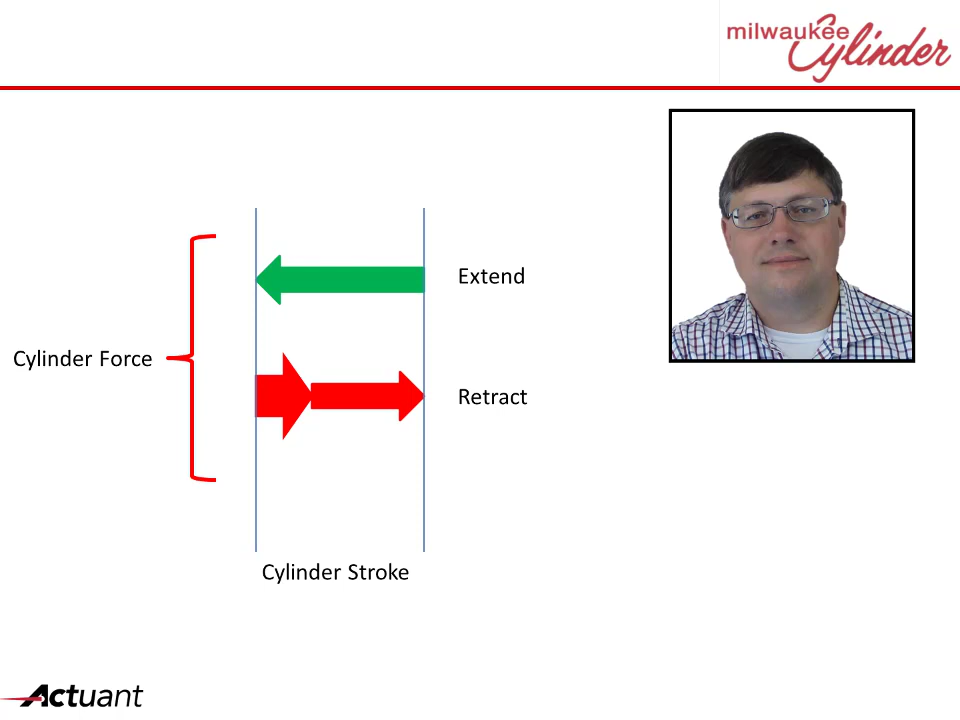 milwaukee
Cylinder
Extend
Cylinder Force
Retract
Cylinder Stroke
Actuant